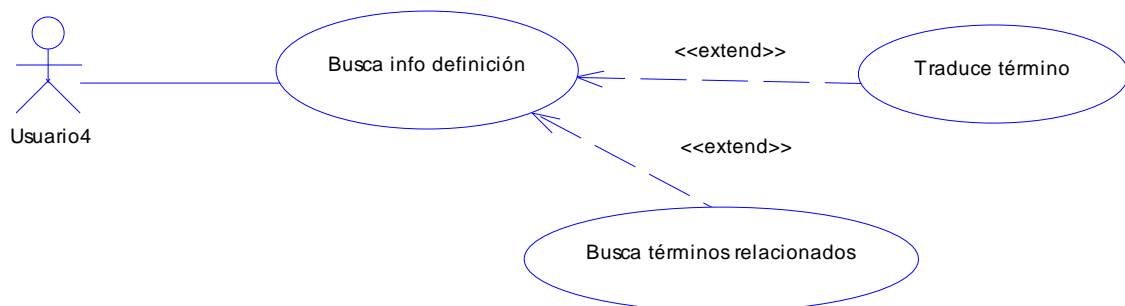 Busca info definición
<<extend>>
Traduce término
Usuario4
<<extend>>
Busca términos relacionados